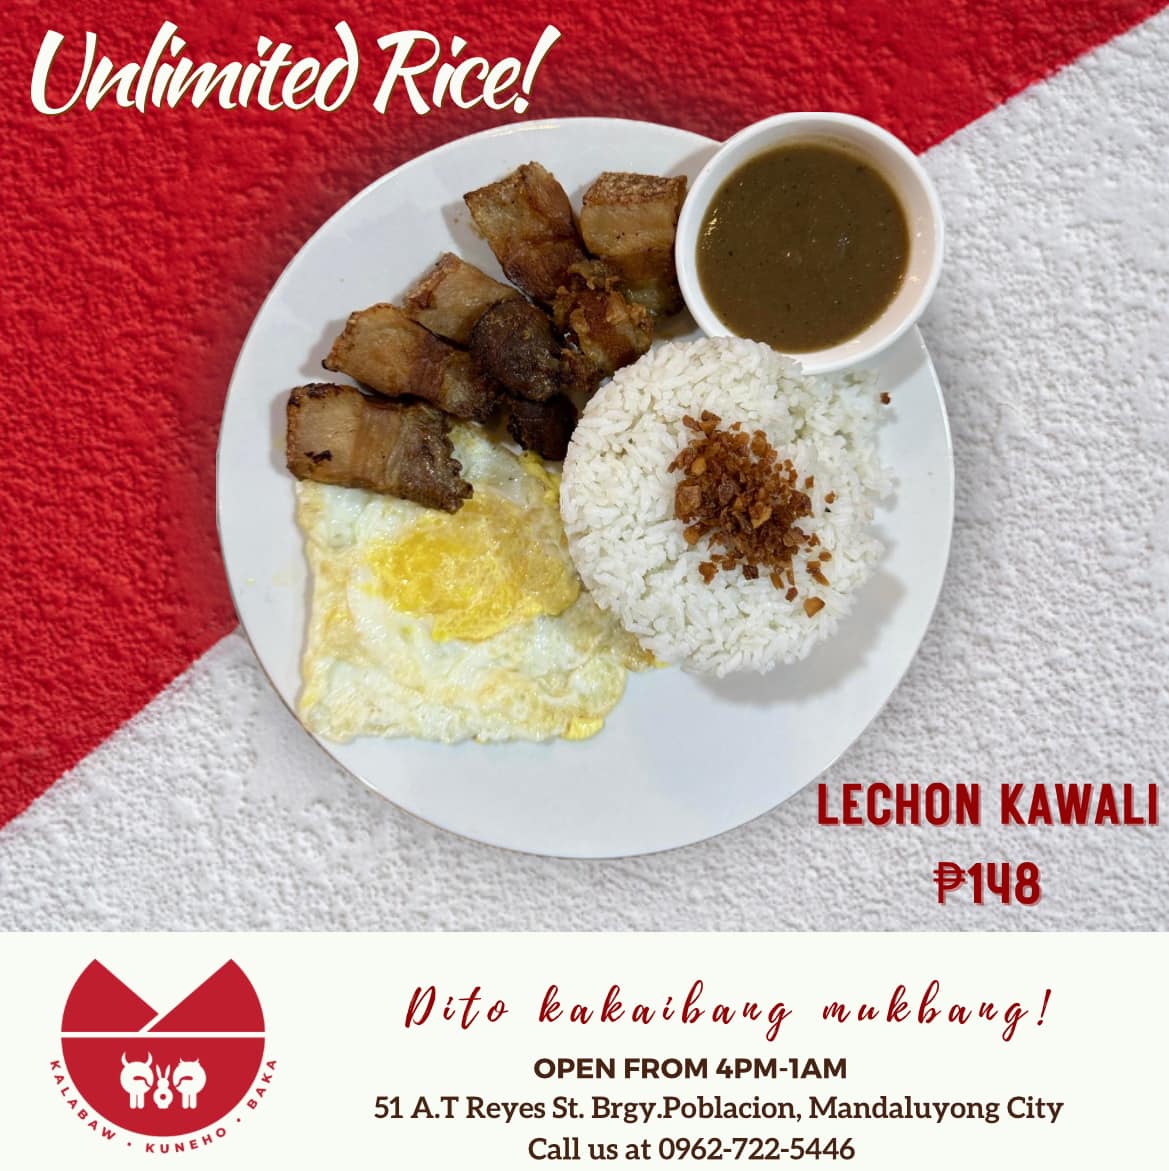 Unlimited Rice!
LECHON KAWALI
₱148
Dito kakaibang mukbang!
OPEN FROM 4PM-1AM
51 A.T Reyes St. Brgy.Poblacion, Mandaluyong City
Call us at 0962-722-5446
KALABAW · KUNEHO · BAKA